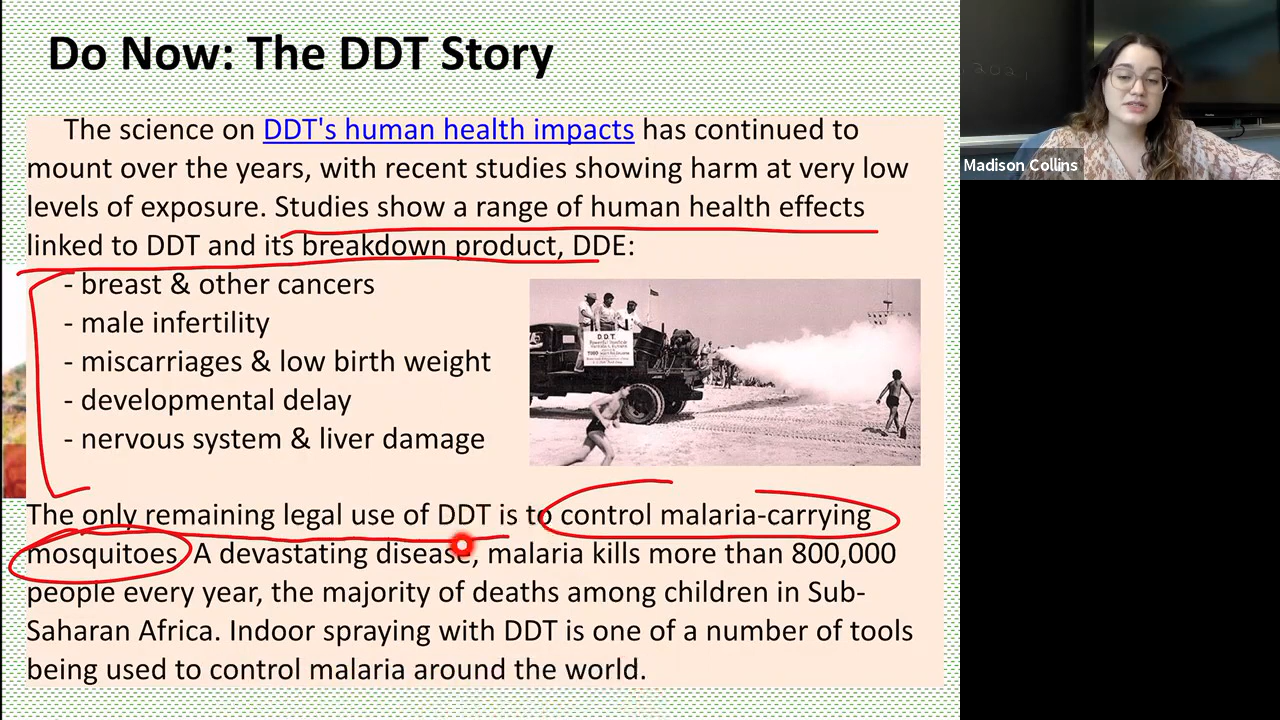 Do Now: The DDT Story
The science on DDT's human health impacts has continued to
mount over the years, with recent studies showing harm at very low
levels of exposure. Studies show a range of human health effects
linked to DDT and its breakdown product, DDE:
- breast & other cancers
- male infertility
- miscarriages & low birth weight
- developmental delay
- nervous system & liver damage
D.D.T.
The only remaining legal use of DDT is to control malaria-carrying
mosquitoes. A devastating disease, malaria kills more than 800,000
people every year, the majority of deaths among children in Sub-
Saharan Africa. Indoor spraying with DDT is one of a number of tools
being used to control malaria around the world.
Madison Collins